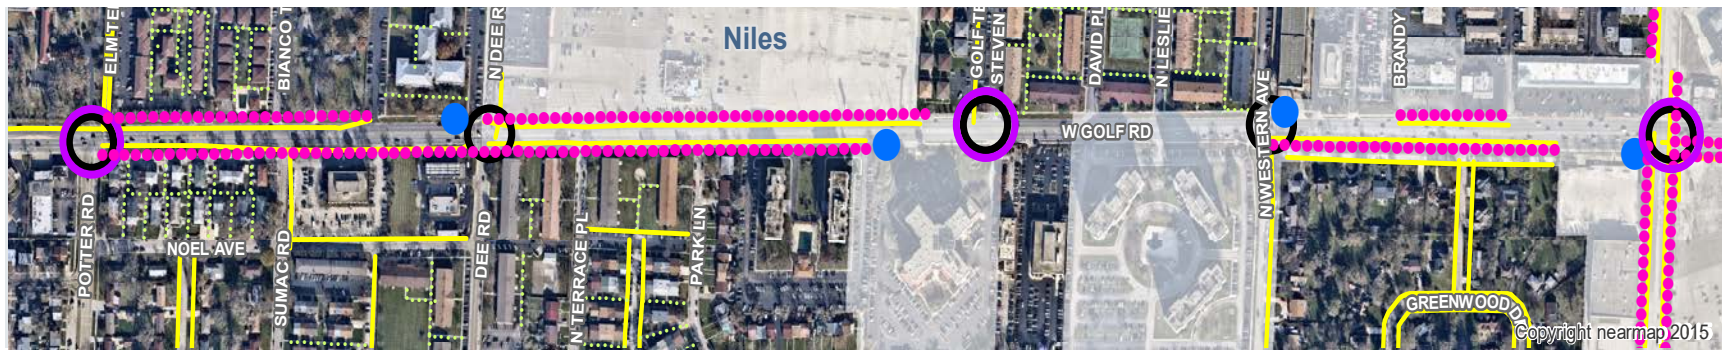 ELM TE
BIANCO T
N DEE R
Niles
GOLF-TE
STEVEN
DAVID PL
N LESLIE
BRANDY
W GOLF RD
N WESTERN AVE
POTTER RD
NOEL AVE
SUMAC RD
DEE RD
N TERRACE PL
PARK LN
GREENWOOD DA
Copyright nearmap 2015